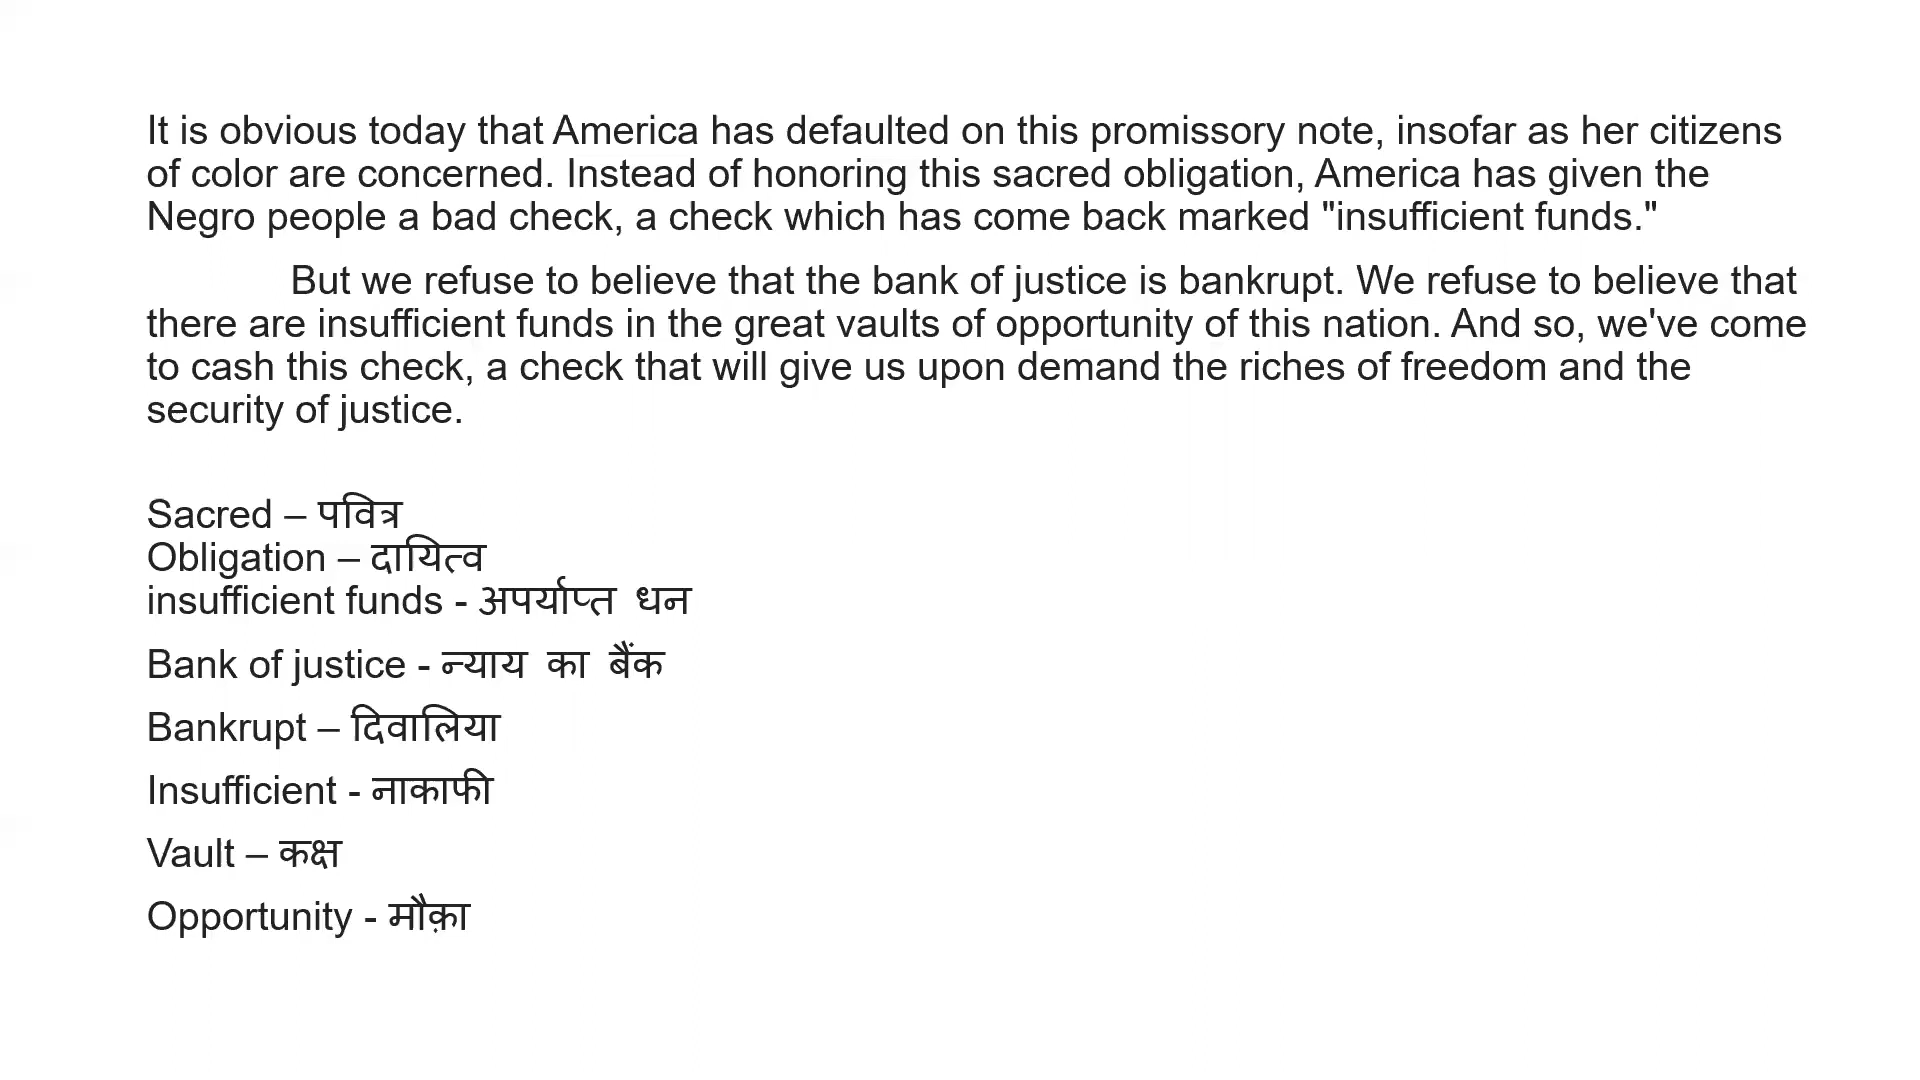 It is obvious today that America has defaulted on this promissory note, insofar as her citizens
of color are concerned. Instead of honoring this sacred obligation, America has given the
Negro people a bad check, a check which has come back marked "insufficient funds."
But we refuse to believe that the bank of justice is bankrupt. We refuse to believe that
there are insufficient funds in the great vaults of opportunity of this nation. And so, we've come
to cash this check, a check that will give us upon demand the riches of freedom and the
security of justice.
Sacred – पवित्र
Obligation – दायित्व
insufficient funds - अपर्याप्त धन
Bank of justice - न्याय का बैंक
Bankrupt – दिवालिया
Insufficient - नाकाफी
Vault – कक्ष
Opportunity - मौक़ा